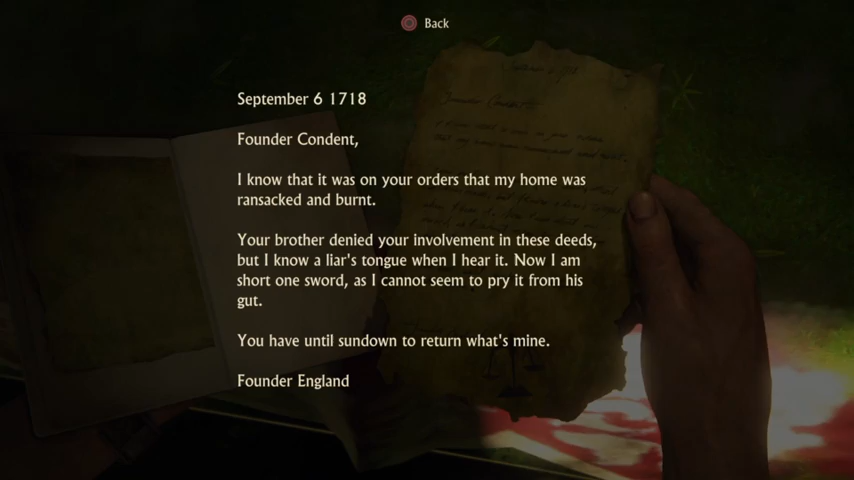 Back
September 6 1718
Founder Condent,
I know that it was on your orders that my home was
ransacked and burnt.
Your brother denied your involvement in these deeds,
but I know a liar's tongue when I hear it. Now I am
short one sword, as I cannot seem to pry it from his
gut.
You have until sundown to return what's mine.
Founder England